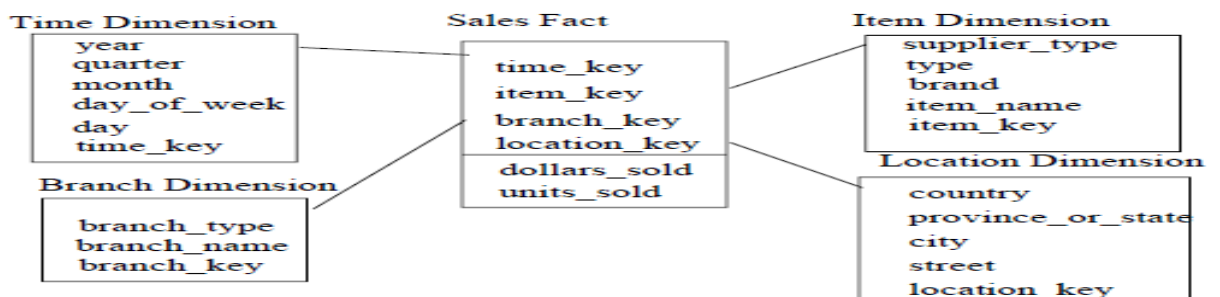 Time Dimension
year
quarter
month
day_of_week
day
time_key
Branch Dimension
branch_type
branch_name
branch_key
Sales Fact
time_key
item_key
branch_key
location_key
dollars_sold
units_sold
Item Dimension
supplier_type
type
brand
item_name
item_key
Location Dimension
country
province_or_state
city
street
location_key